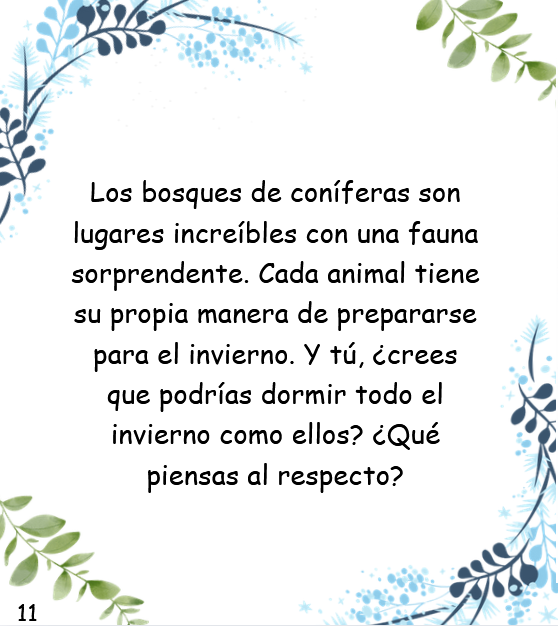 Los bosques de coníferas son
lugares increíbles con una fauna
sorprendente. Cada animal tiene
su propia manera de prepararse
para el invierno. Y tú, ¿crees
que podrías dormir todo el
invierno como ellos? ¿Qué
piensas al respecto?
11